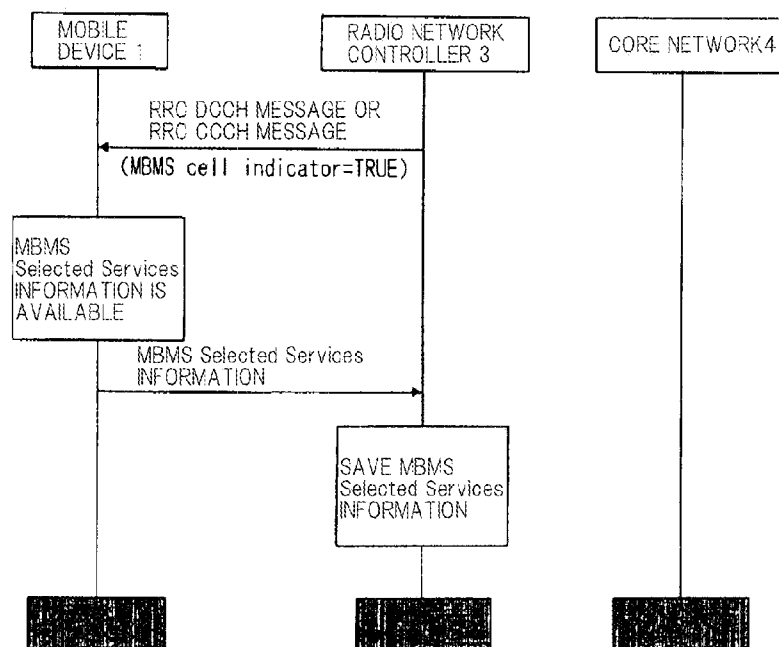 MOBILE
DEVICE 1
RADIO NETWORK
CONTROLLER 3
CORE NETWORK4
RRC DCCH MESSAGE OR
RRC CCCH MESSAGE
(MBMS cell indicator=TRUE)
MBMS
Selected Services
INFORMATION IS
AVAILABLE
MBMS Selected Services
INFORMATION
SAVE MBMS
Selected Services
INFORMATION